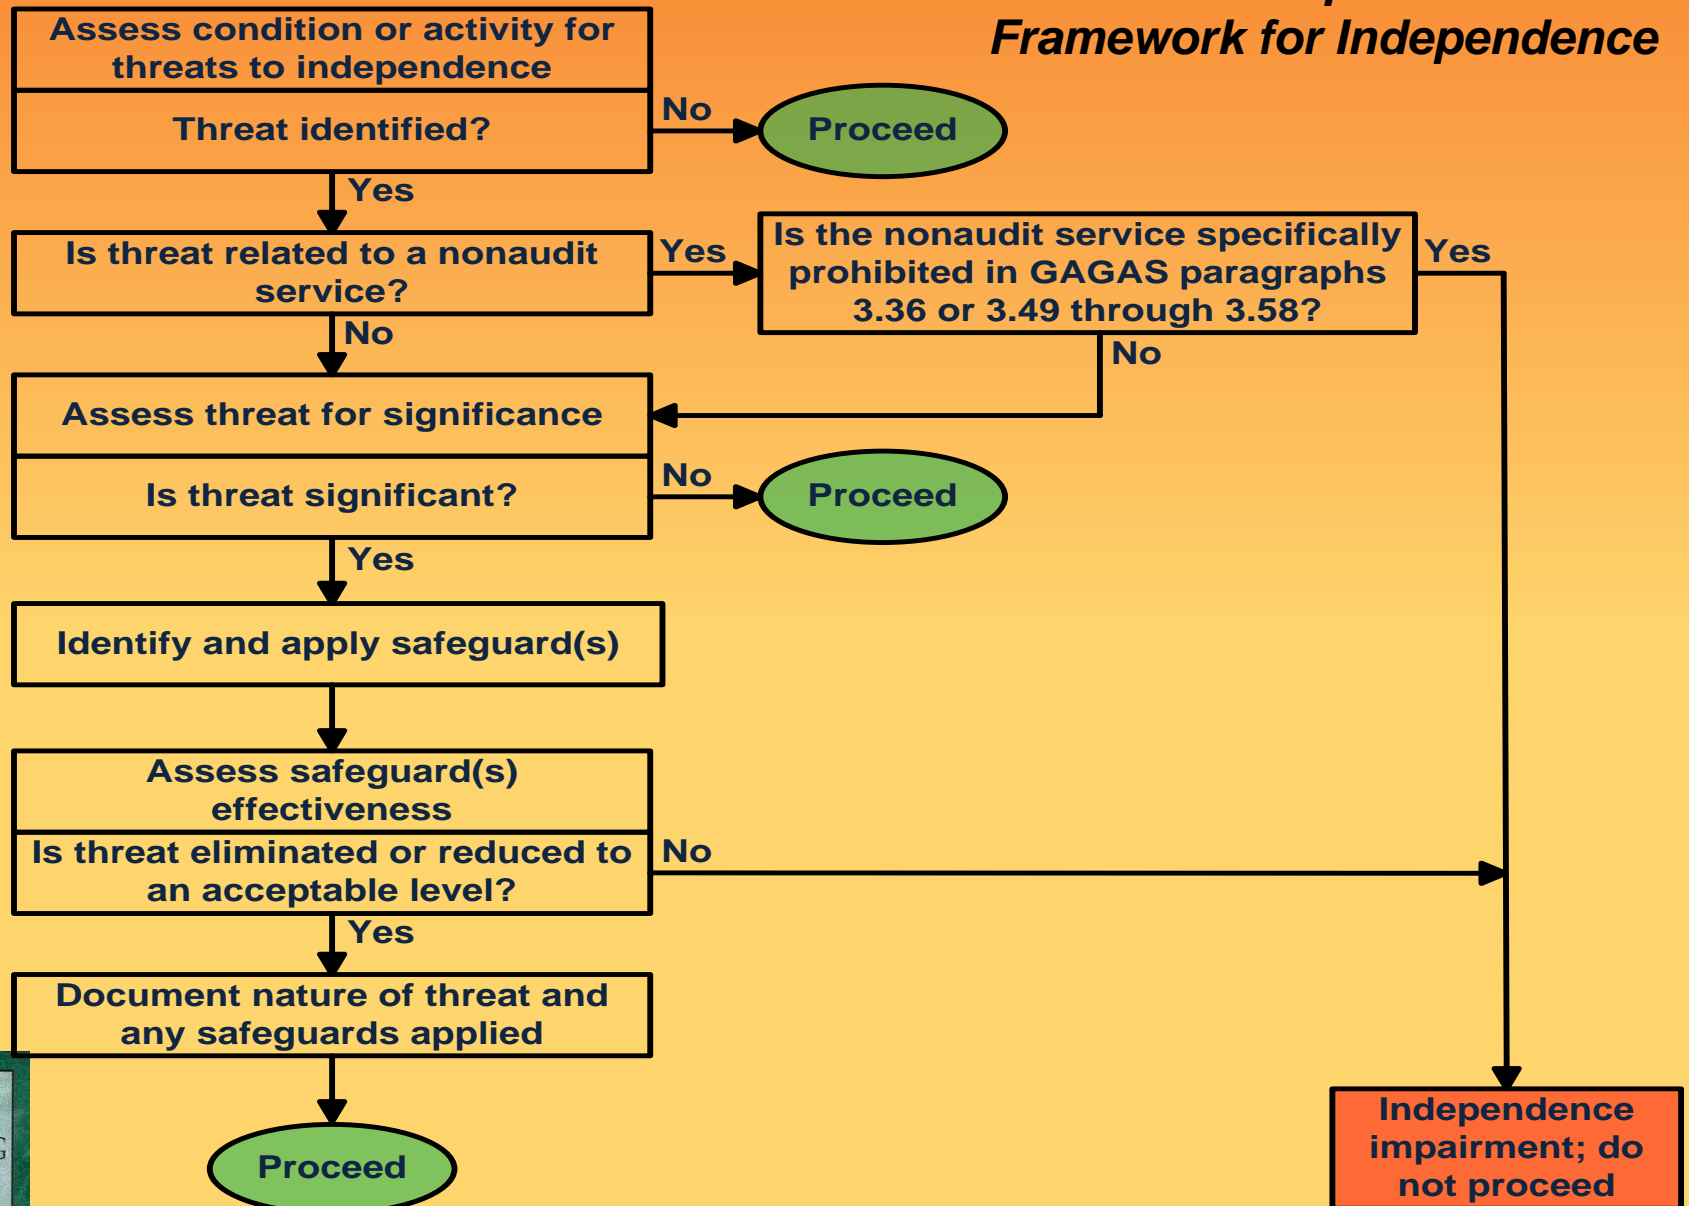 Framework for Independence
Assess condition or activity for
threats to independence
Threat identified?
No
Proceed
Yes
Is threat related to a nonaudit
service?
Yes
Is the nonaudit service specifically
prohibited in GAGAS paragraphs
3.36 or 3.49 through 3.58?
Yes
No
No
Assess threat for significance
Is threat significant?
No
Proceed
Yes
Identify and apply safeguard(s)
Assess safeguard(s)
effectiveness
Is threat eliminated or reduced to
an acceptable level?
No
Yes
Document nature of threat and
any safeguards applied
Proceed
Independence
impairment; do
not proceed